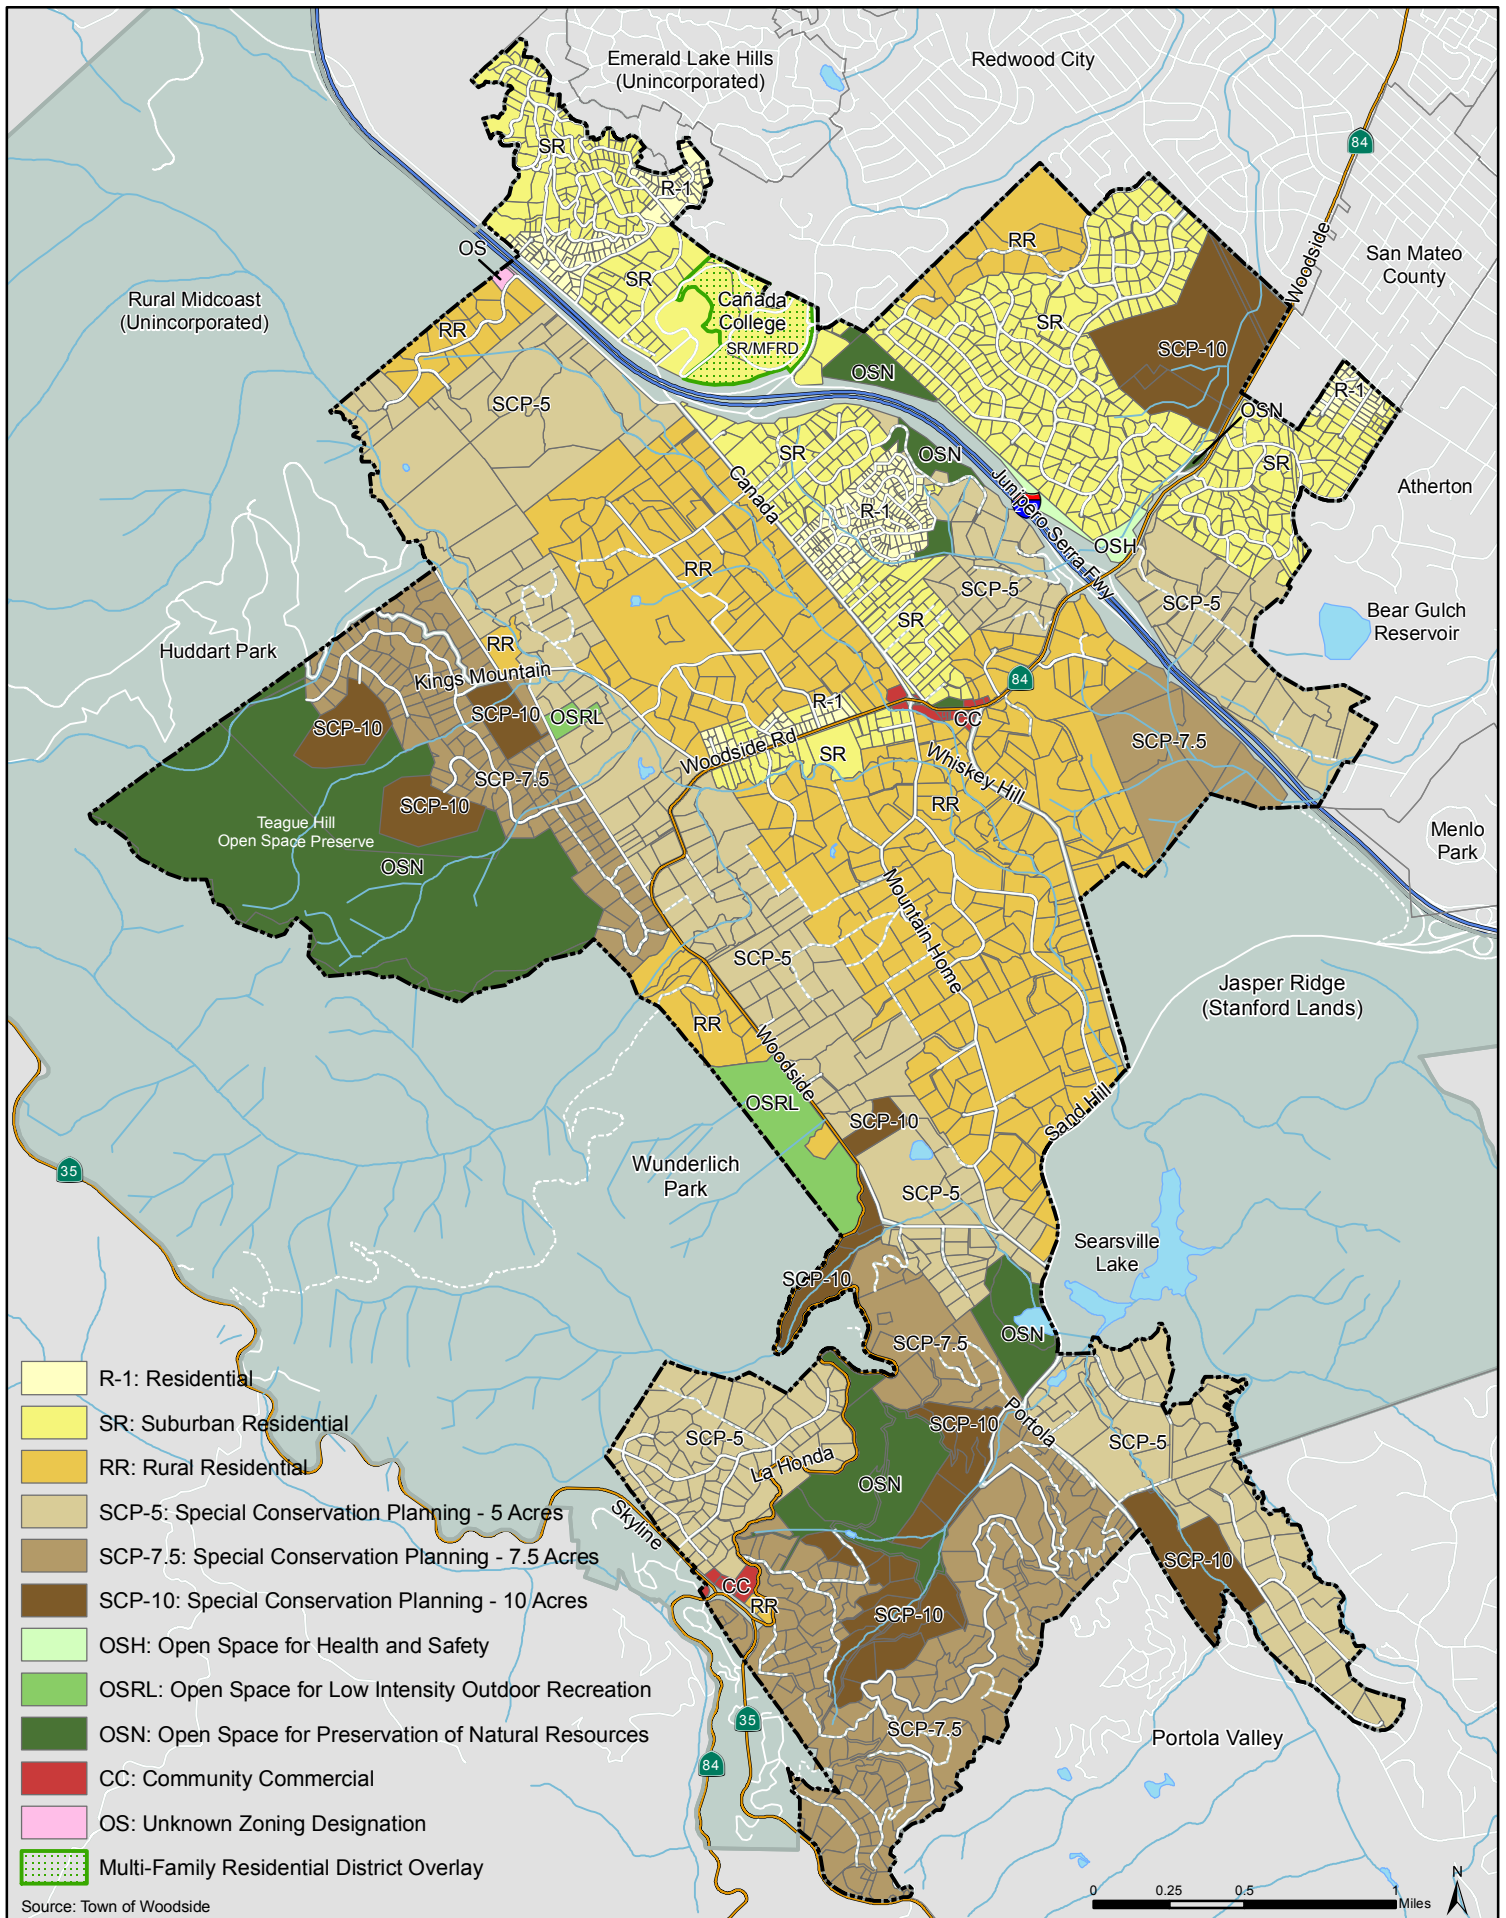 Emerald Lake Hills
(Unincorporated)
Redwood City
84
SR
R-1
OS
RR
Woodside
San Mateo
County
SR
Cañada
College
SR/MFRD
SR
Rural Midcoast
(Unincorporated)
RR
SCP-10
OSN
R-1
SCP-5
OSN
SR
OSN
SR
Canada
Junipero Serra Fwy
Atherton
R-1
OSH
RR
SCP-5
SCP-5
Bear Gulch
Reservoir
SR
Huddart Park
RR
Kings Mountain
84
R-1
SCP-10
SCP-10
OSRL
CC
SCP-7.5
Woodside Rd
SR
Whiskey Hill
SCP-7.5
SCP-10
RR
Teague Hill
Open Space Preserve
OSN
Menlo
Park
Mountain Home
SCP-5
Jasper Ridge
(Stanford Lands)
RR
Woodside
OSRL
SCP-10
Sand Hill
35
Wunderlich
Park
SCP-5
Searsville
Lake
SCP-10
OSN
SCP-7.5
R-1: Residential
SR: Suburban Residential
RR: Rural Residential
SCP-5: Special Conservation Planning - 5 Acres
SCP-7.5: Special Conservation Planning - 7.5 Acres
SCP-10: Special Conservation Planning - 10 Acres
OSH: Open Space for Health and Safety
OSRL: Open Space for Low Intensity Outdoor Recreation
OSN: Open Space for Preservation of Natural Resources
CC: Community Commercial
OS: Unknown Zoning Designation
Multi-Family Residential District Overlay
Source: Town of Woodside
SCP-10
Portola
SCP-5
SCP-5
La Honda
OSN
Skyline
SCP-10
CC
RR
SCP-10
35
SCP-7.5
Portola Valley
84
N
0
0.25
0.5
1
Miles